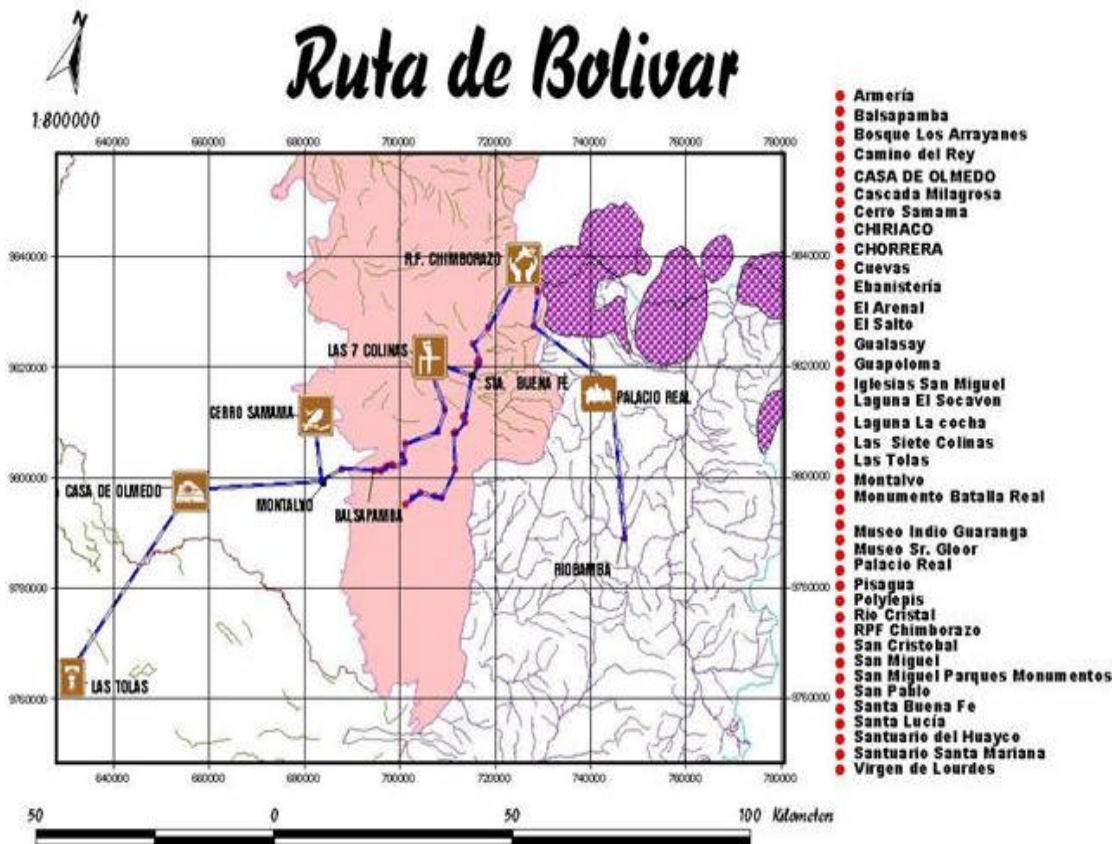 N
Ruta de Bolivar
1:800000
640000 660000 680000 700000 720000 740000 760000 780000
9840000 9840000
9820000 9820000
9800000 9800000
9780000 9780000
9760000 9760000
R.F. CHIMBORAZO
LAS 7 COLINAS
STA. BUENA FÉ
PALACIO REAL
CERRO SAMAMA
CASA DE OLMEDO
MONTALVO
BALSAPAMBA
RIOBAMBA
LAS TOLAS
640000 660000 680000 700000 720000 740000 760000 780000
50 0 50 100 Kilometers
Armería
Balsapamba
Bosque Los Arrayanes
Camino del Rey
CASA DE OLMEDO
Cascada Milagrosa
Cerro Samama
CHIRIACO
CHORRERA
Cuevas
Ebanistería
El Arenal
El Salto
Gualasay
Guapoloma
Iglesias San Miguel
Laguna El Socavon
Laguna La cocha
Las Siete Colinas
Las Tolas
Montalvo
Monumento Batalla Real
Museo Indio Guaranga
Museo Sr. Gloor
Palacio Real
Pisagua
Polylepis
Rio Cristal
RPF Chimborazo
San Cristobal
San Miguel
San Miguel Parques Monumentos
San Pablo
Santa Buena Fe
Santa Lucía
Santuario del Huayco
Santuario Santa Mariana
Virgen de Lourdes